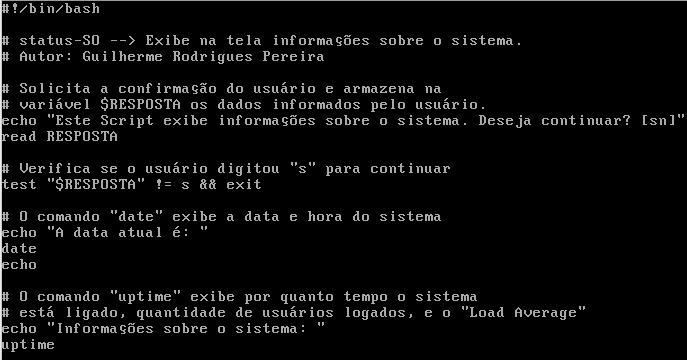 #!/bin/bash
# status-SO --> Exibe na tela informações sobre o sistema.
# Autor: Guilherme Rodrigues Pereira
# Solicita a confirmação do usuário e armazena na
# variável $RESPOSTA os dados informados pelo usuário.
echo "Este Script exibe informações sobre o sistema. Deseja continuar? [sn]"
read RESPOSTA
# Verifica se o usuário digitou "s" para continuar
test "$RESPOSTA" != s && exit
# O comando "date" exibe a data e hora do sistema
echo "A data atual é: "
date
echo
# O comando "uptime" exibe por quanto tempo o sistema
# está ligado, quantidade de usuários logados, e o "Load Average"
echo "Informações sobre o sistema: "
uptime